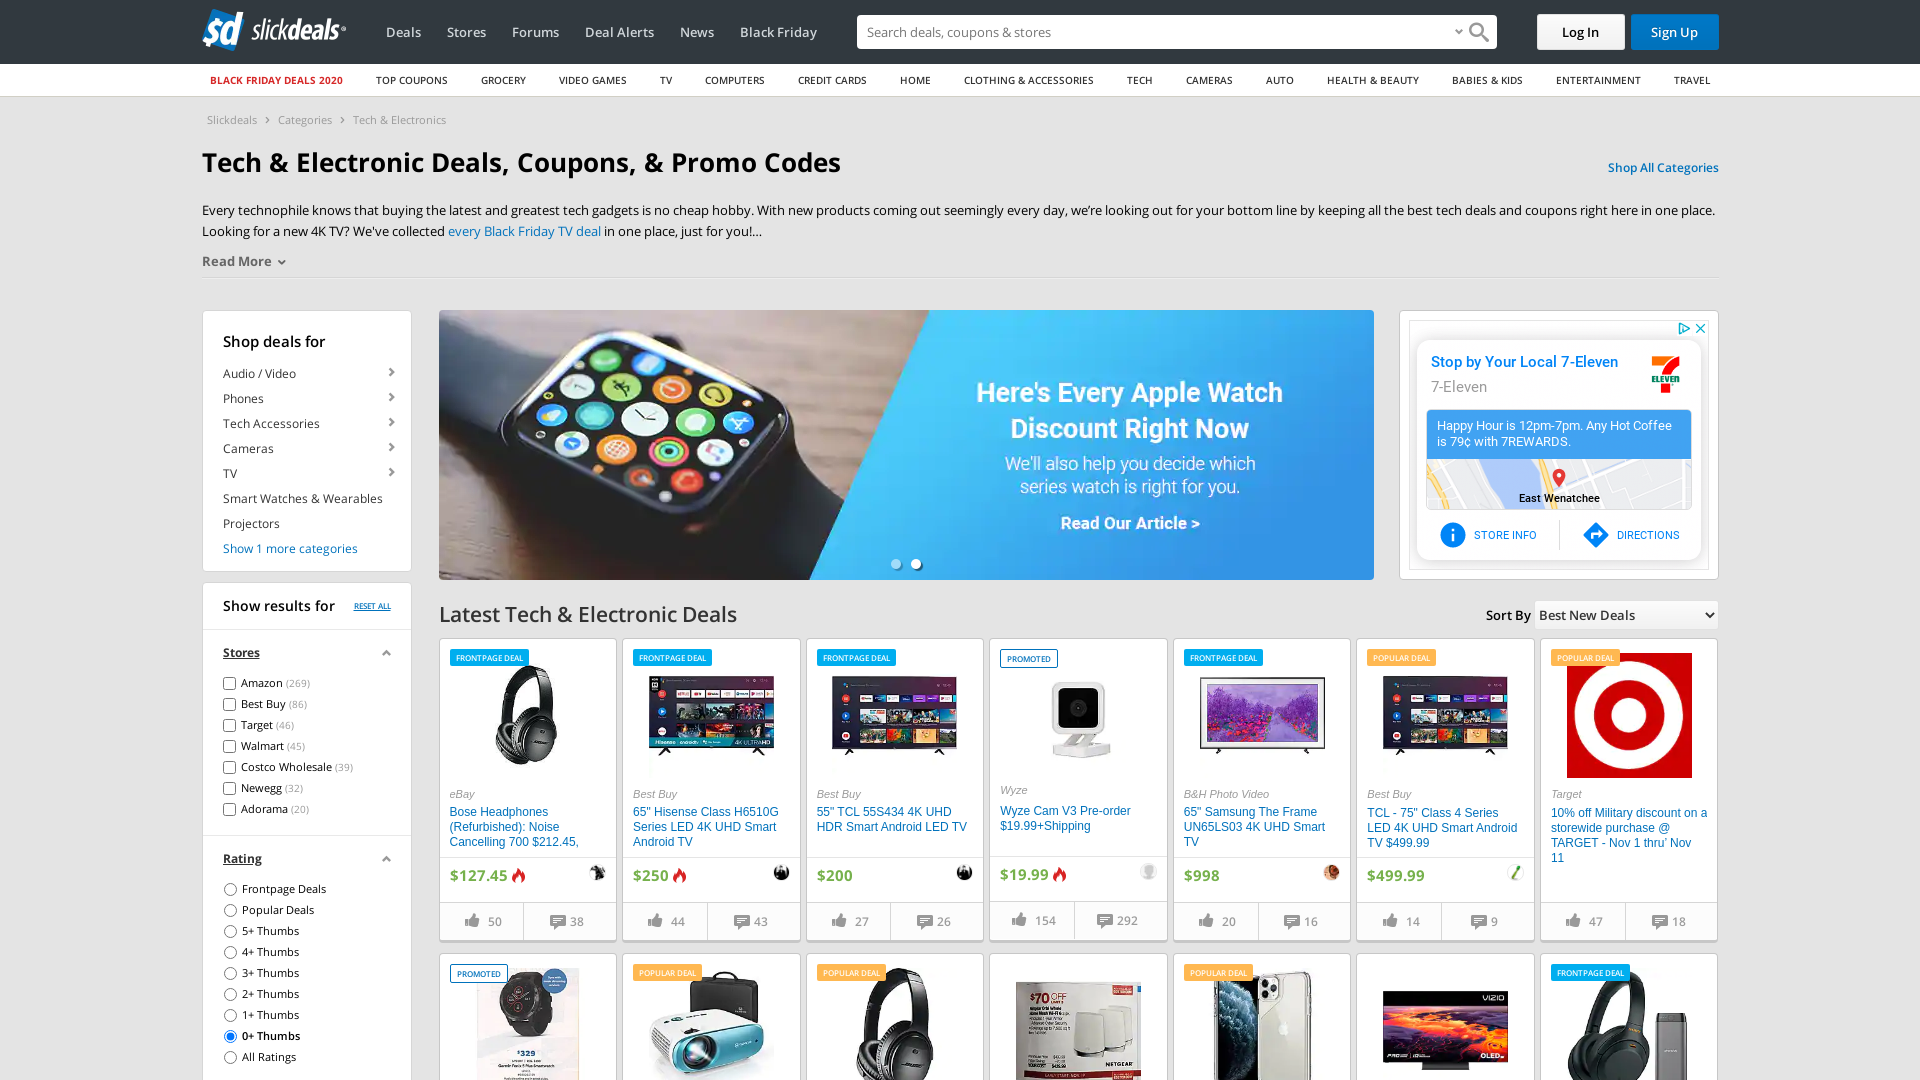 sd slickdeals
Deals
Stores
Forums
Deal Alerts
News
Black Friday
Search deals, coupons & stores
Log In
Sign Up
BLACK FRIDAY DEALS 2020
TOP COUPONS
GROCERY
VIDEO GAMES
TV
COMPUTERS
CREDIT CARDS
HOME
CLOTHING & ACCESSORIES
TECH
CAMERAS
AUTO
HEALTH & BEAUTY
BABIES & KIDS
ENTERTAINMENT
TRAVEL
Slickdeals > Categories > Tech & Electronics
Tech & Electronic Deals, Coupons, & Promo Codes
Shop All Categories
Every technophile knows that buying the latest and greatest tech gadgets is no cheap hobby. With new products coming out seemingly every day, we’re looking out for your bottom line by keeping all the best tech deals and coupons right here in one place.
Looking for a new 4K TV? We've collected every Black Friday TV deal in one place, just for you!...
Read More
Shop deals for
Audio / Video
Phones
Tech Accessories
Cameras
TV
Smart Watches & Wearables
Projectors
Show 1 more categories
Show results for
RESET ALL
Stores
Amazon (269)
Best Buy (86)
Target (46)
Walmart (45)
Costco Wholesale (39)
Newegg (32)
Adorama (20)
Rating
Frontpage Deals
Popular Deals
5+ Thumbs
4+ Thumbs
3+ Thumbs
2+ Thumbs
1+ Thumbs
0+ Thumbs
All Ratings
Here's Every Apple Watch
Discount Right Now
We'll also help you decide which
series watch is right for you.
Read Our Article >
Stop by Your Local 7-Eleven
7-Eleven
ELEVEN
Happy Hour is 12pm-7pm. Any Hot Coffee
is 79¢ with 7REWARDS.
East Wenatchee
STORE INFO
DIRECTIONS
Latest Tech & Electronic Deals
Sort By
Best New Deals
FRONTPAGE DEAL
eBay
Bose Headphones
(Refurbished): Noise
Cancelling 700 $212.45,
$127.45
50
38
FRONTPAGE DEAL
Best Buy
65" Hisense Class H6510G
Series LED 4K UHD Smart
Android TV
$250
44
43
FRONTPAGE DEAL
Best Buy
55" TCL 55S434 4K UHD
HDR Smart Android LED TV
$200
27
26
PROMOTED
Wyze
Wyze Cam V3 Pre-order
$19.99+Shipping
$19.99
154
292
FRONTPAGE DEAL
B&H Photo Video
65" Samsung The Frame
UN65LS03 4K UHD Smart
TV
$998
20
16
POPULAR DEAL
Best Buy
TCL - 75" Class 4 Series
LED 4K UHD Smart Android
TV $499.99
$499.99
14
9
POPULAR DEAL
Target
10% off Military discount on a
storewide purchase @
TARGET - Nov 1 thru’ Nov
11
47
18
PROMOTED
$329
POPULAR DEAL
POPULAR DEAL
$70 OFF
NETGEAR
POPULAR DEAL
VIZIO
OLED
FRONTPAGE DEAL